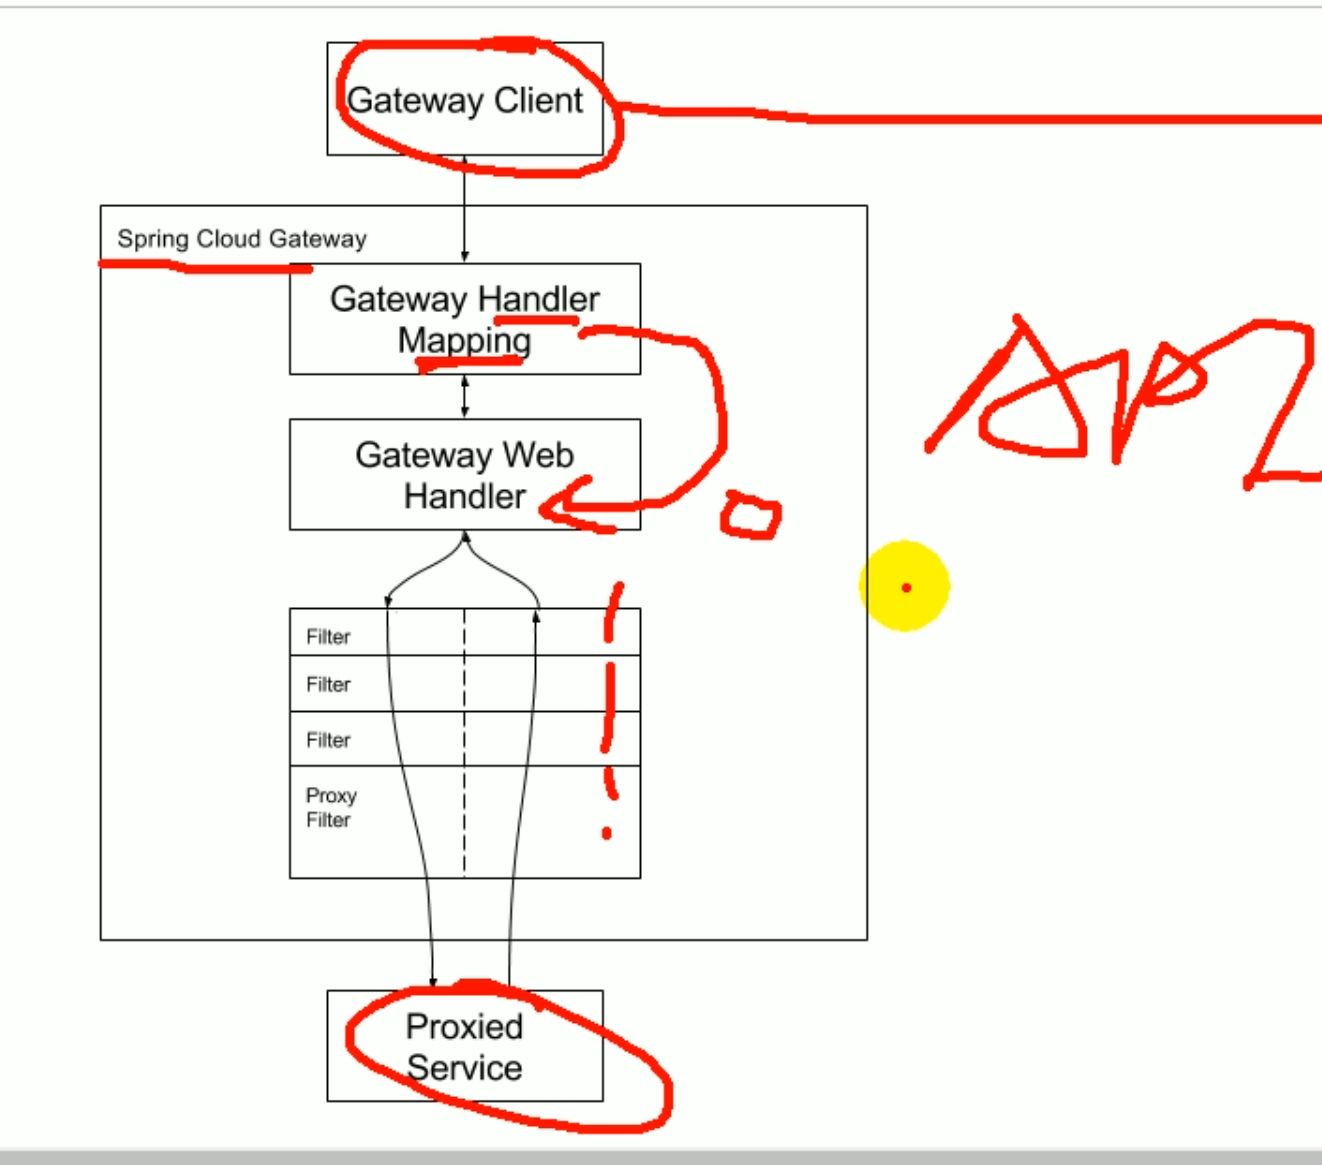 Gateway Client
Spring Cloud Gateway
Gateway Handler
Mapping
Gateway Web
Handler
Filter
Filter
Filter
Proxy
Filter
Proxied
Service